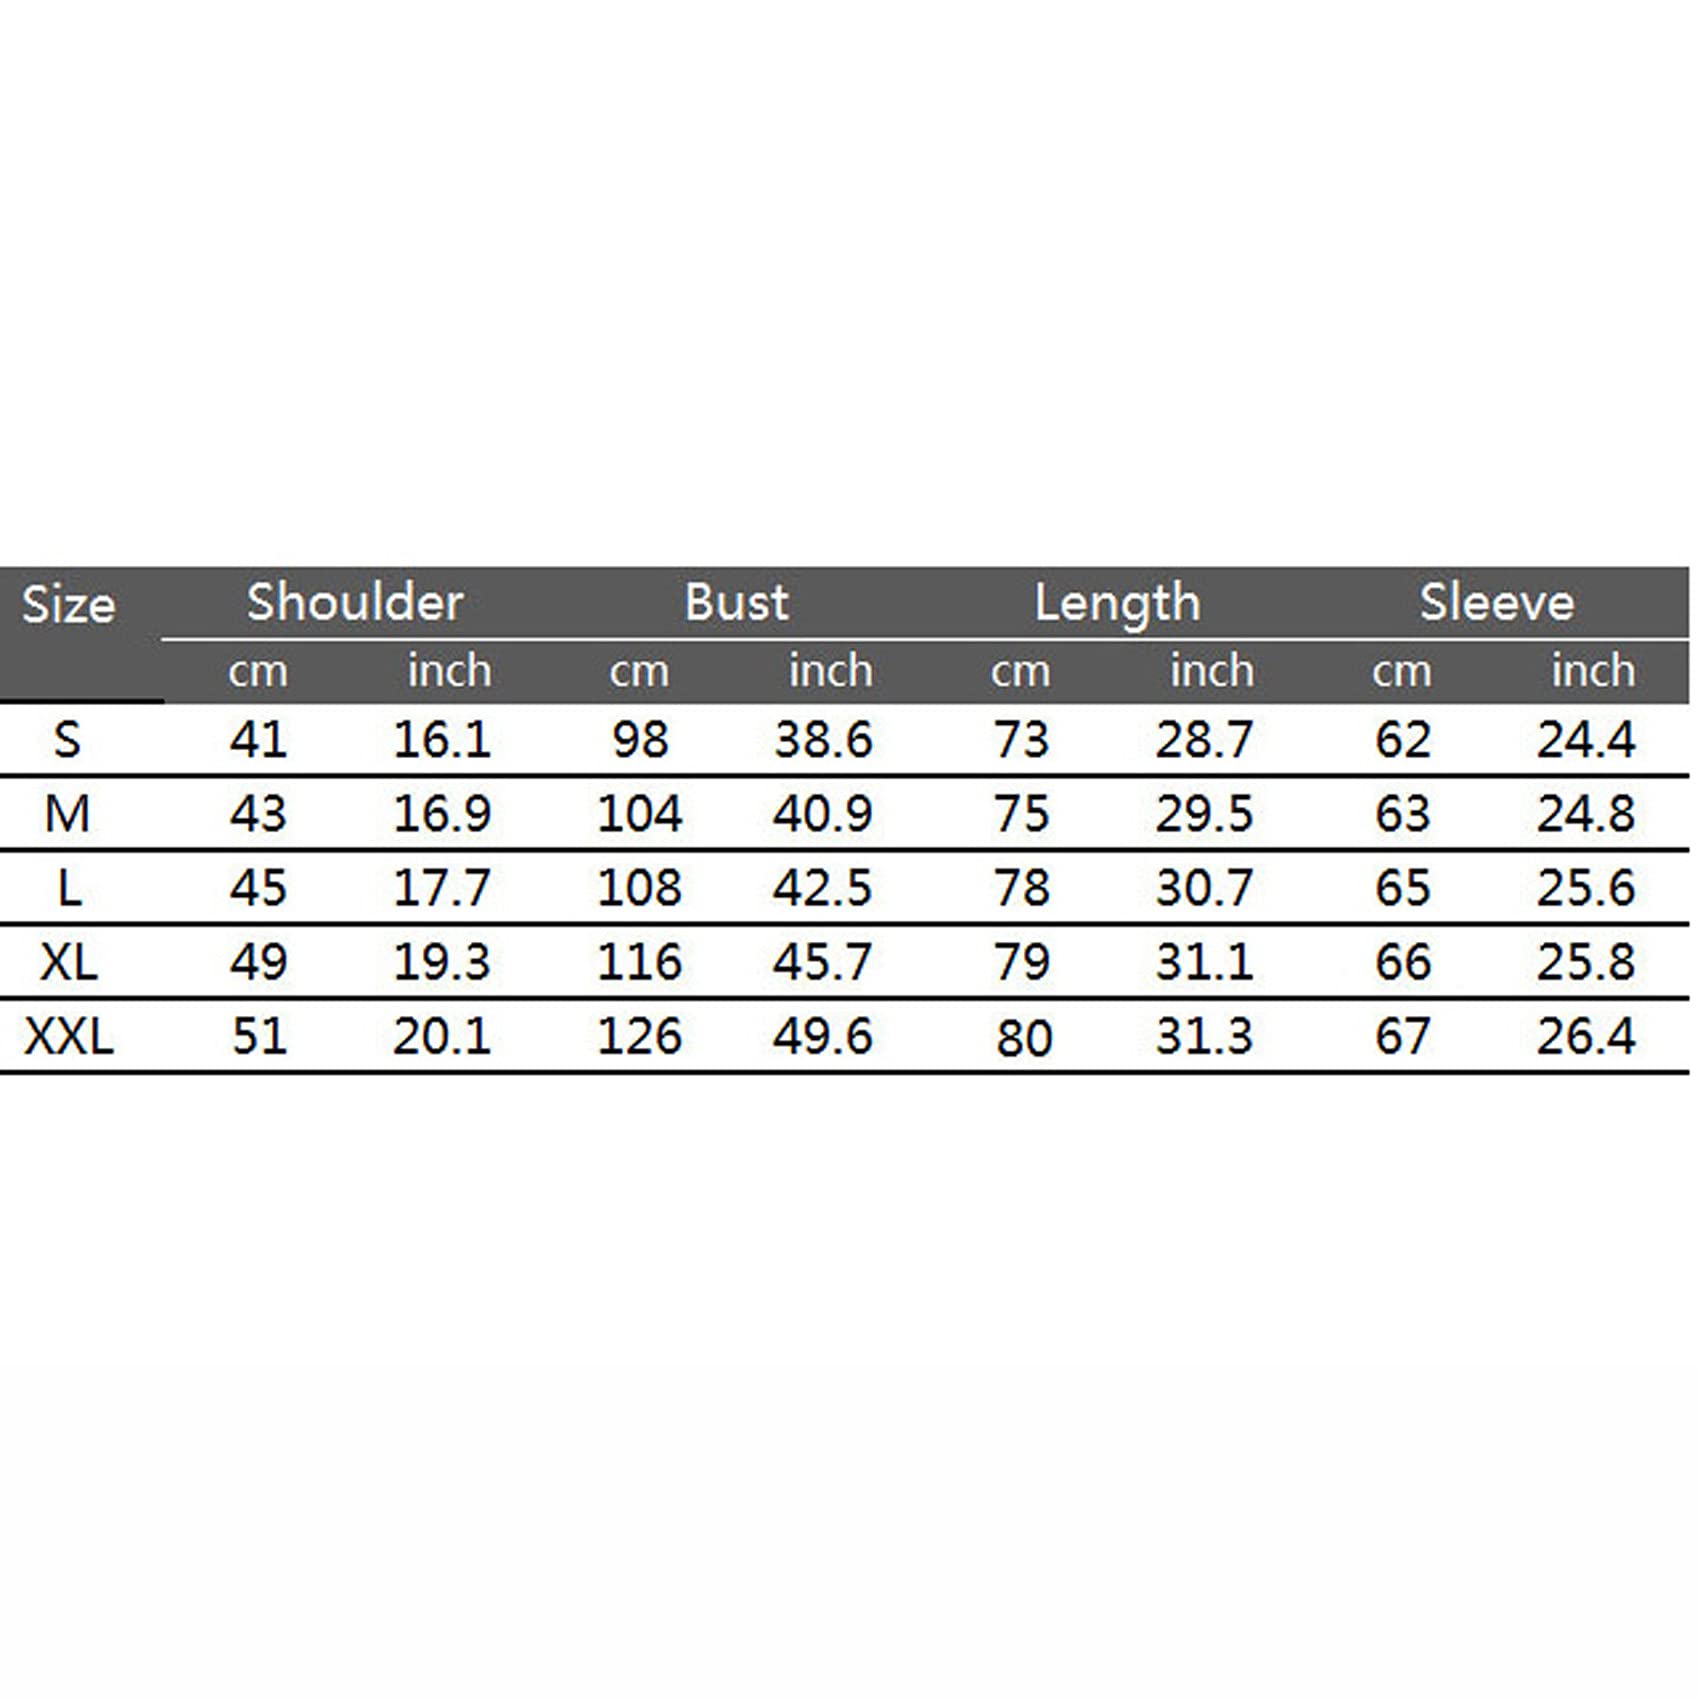 Size Shoulder Bust Length Sleeve
cm inch cm inch cm inch cm inch
S 41 16.1 98 38.6 73 28.7 62 24.4
M 43 16.9 104 40.9 75 29.5 63 24.8
L 45 17.7 108 42.5 78 30.7 65 25.6
XL 49 19.3 116 45.7 79 31.1 66 25.8
XXL 51 20.1 126 49.6 80 31.3 67 26.4